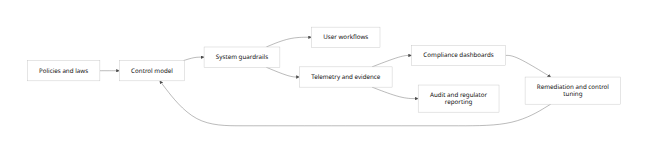 Policies and laws
Control model
System guardrails
User workflows
Telemetry and evidence
Compliance dashboards
Audit and regulator
reporting
Remediation and control
tuning